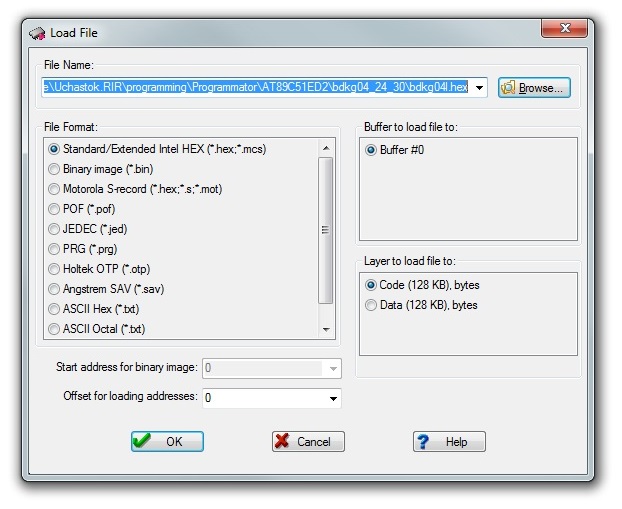 Load File
File Name:
e\Uchastok.RIR\programming\Programmator\AT89C51ED2\bdkg04_24_30\bdkg04l.hex
Browse...
File Format:
Standard/Extended Intel HEX (*.hex;*.mcs)
Binary image (*.bin)
Motorola S-record (*.hex;*.s;*.mot)
POF (*.pof)
JEDEC (*.jed)
PRG (*.prg)
Holtek OTP (*.otp)
Angstrem SAV (*.sav)
ASCII Hex (*.txt)
ASCII Octal (*.txt)
Buffer to load file to:
Buffer #0
Layer to load file to:
Code (128 KB), bytes
Data (128 KB), bytes
Start address for binary image: 0
Offset for loading addresses: 0
OK
Cancel
? Help